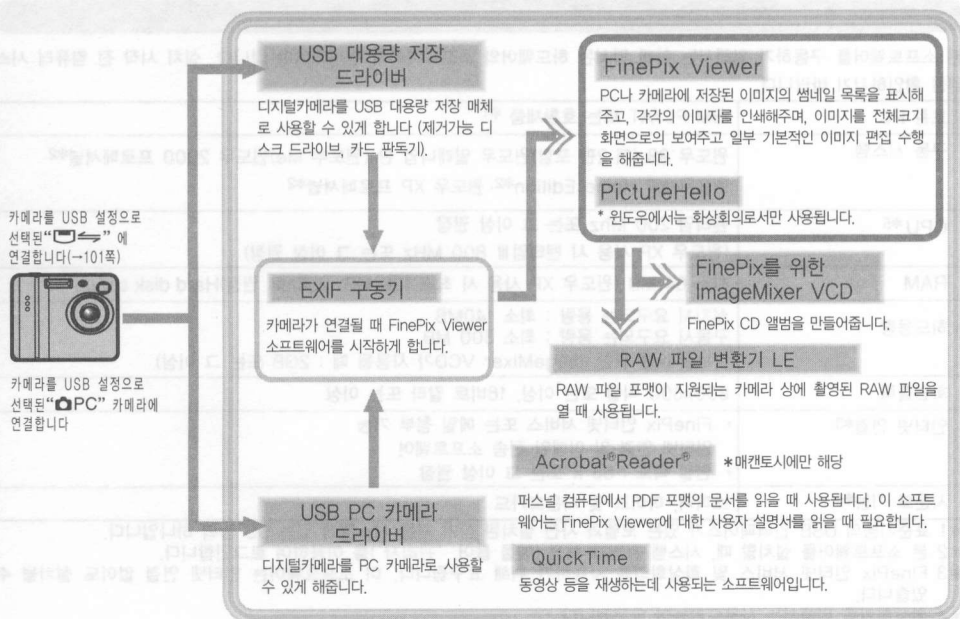 USB 대용량 저장
드라이버
디지털카메라를 USB 대용량 저장 매체
로 사용할 수 있게 합니다 (제거가능 디
스크 드라이브, 카드 판독기).
카메라를 USB 설정으로
선택된“ ” 에
연결합니다(→101쪽)
카메라를 USB 설정으로
선택된“ PC” 카메라에
연결합니다
EXIF 구동기
카메라가 연결될 때 FinePix Viewer
소프트웨어를 시작하게 합니다.
USB PC 카메라
드라이버
디지털카메라를 PC 카메라로 사용할
수 있게 해줍니다.
FinePix Viewer
PC나 카메라에 저장된 이미지의 썸네일 목록을 표시해
주고, 각각의 이미지를 인쇄해주며, 이미지를 전체크기
화면으로의 보여주고 일부 기본적인 이미지 편집 수행
을 해줍니다.
PictureHello
* 윈도우에서는 화상회의로서만 사용됩니다.
FinePix를 위한
ImageMixer VCD
FinePix CD 앨범을 만들어줍니다.
RAW 파일 변환기 LE
RAW 파일 포맷이 지원되는 카메라 상에 촬영된 RAW 파일을
열 때 사용됩니다.
Acrobat®Reader® *매캔토시에만 해당
퍼스널 컴퓨터에서 PDF 포맷의 문서를 읽을 때 사용됩니다. 이 소프트
웨어는 FinePix Viewer에 대한 사용자 설명서를 읽을 때 필요합니다.
QuickTime
동영상 등을 재생하는데 사용되는 소프트웨어입니다.